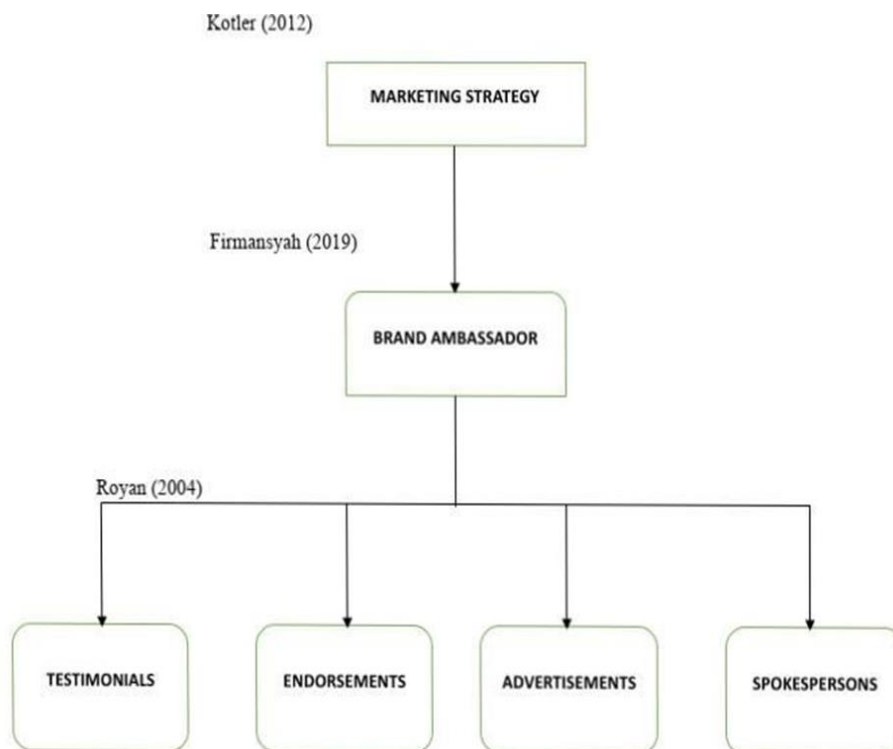 Kotler (2012)
MARKETING STRATEGY
Firmansyah (2019)
BRAND AMBASSADOR
Royan (2004)
TESTIMONIALS
ENDORSEMENTS
ADVERTISEMENTS
SPOKESPERSONS